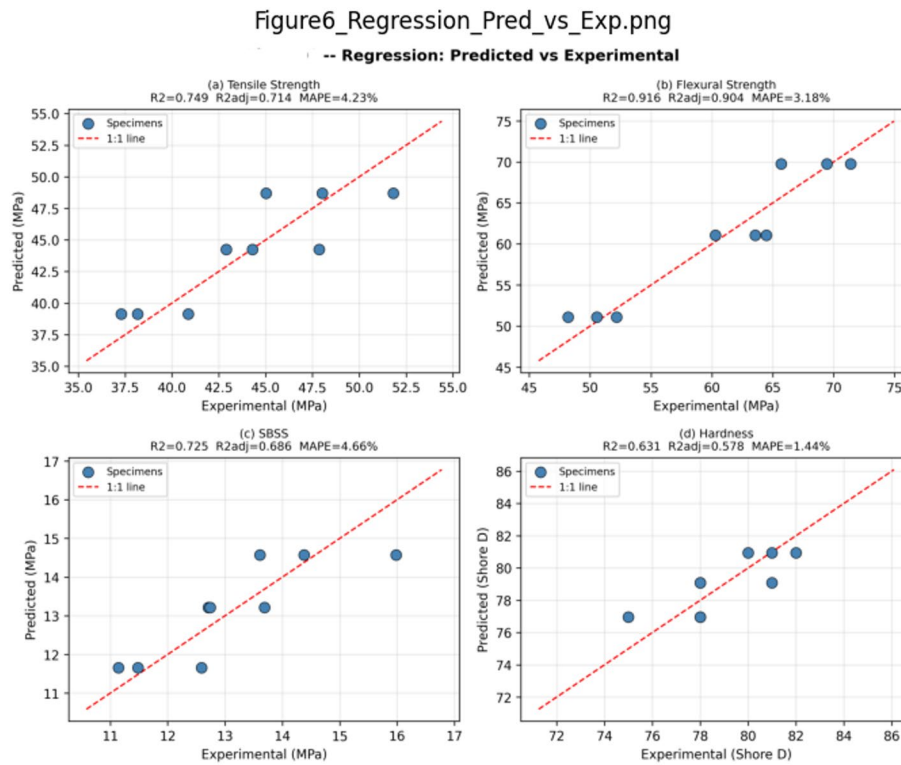 Figure6_Regression_Pred_vs_Exp.png
-- Regression: Predicted vs Experimental
(a) Tensile Strength
R2=0.749 R2adj=0.714 MAPE=4.23%
Specimens
1:1 line
55.0
52.5
50.0
47.5
45.0
42.5
40.0
37.5
35.0
Predicted (MPa)
35.0 37.5 40.0 42.5 45.0 47.5 50.0 52.5 55.0
Experimental (MPa)
(b) Flexural Strength
R2=0.916 R2adj=0.904 MAPE=3.18%
Specimens
1:1 line
75
70
65
60
55
50
45
Predicted (MPa)
45 50 55 60 65 70 75
Experimental (MPa)
(c) SBSS
R2=0.725 R2adj=0.686 MAPE=4.66%
Specimens
1:1 line
17
16
15
14
13
12
11
Predicted (MPa)
11 12 13 14 15 16 17
Experimental (MPa)
(d) Hardness
R2=0.631 R2adj=0.578 MAPE=1.44%
Specimens
1:1 line
86
84
82
80
78
76
74
72
Predicted (Shore D)
72 74 76 78 80 82 84 86
Experimental (Shore D)